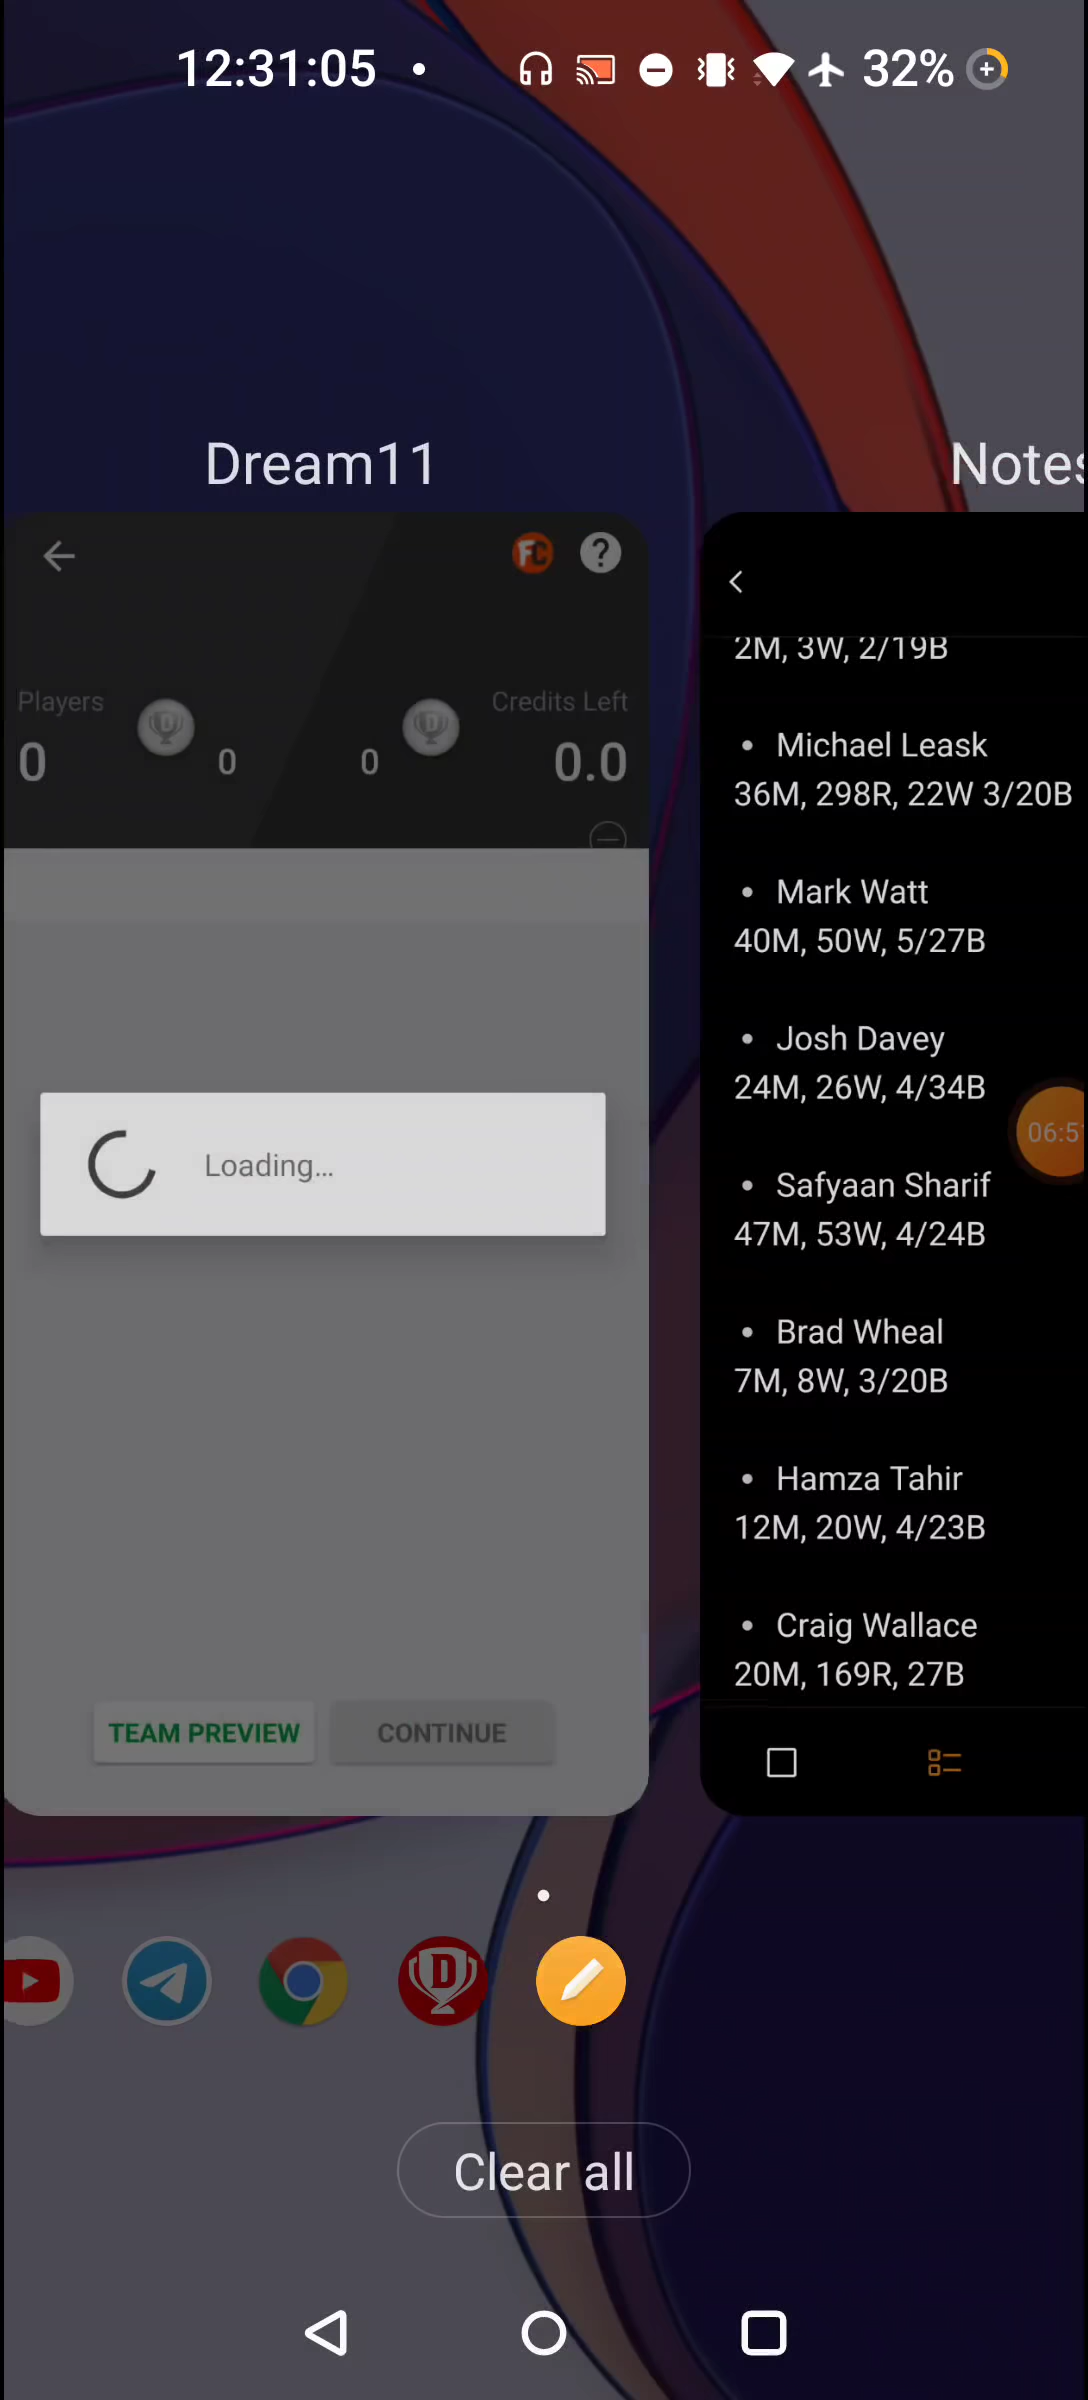 12:31:05
32%
Dream11
Notes
FC
?
Players
Credits Left
0
0
0
0.0
D
D
Loading...
TEAM PREVIEW
CONTINUE
2M, 3W, 2/19B
• Michael Leask
36M, 298R, 22W 3/20B
• Mark Watt
40M, 50W, 5/27B
• Josh Davey
24M, 26W, 4/34B
• Safyaan Sharif
47M, 53W, 4/24B
• Brad Wheal
7M, 8W, 3/20B
• Hamza Tahir
12M, 20W, 4/23B
• Craig Wallace
20M, 169R, 27B
D
Clear all